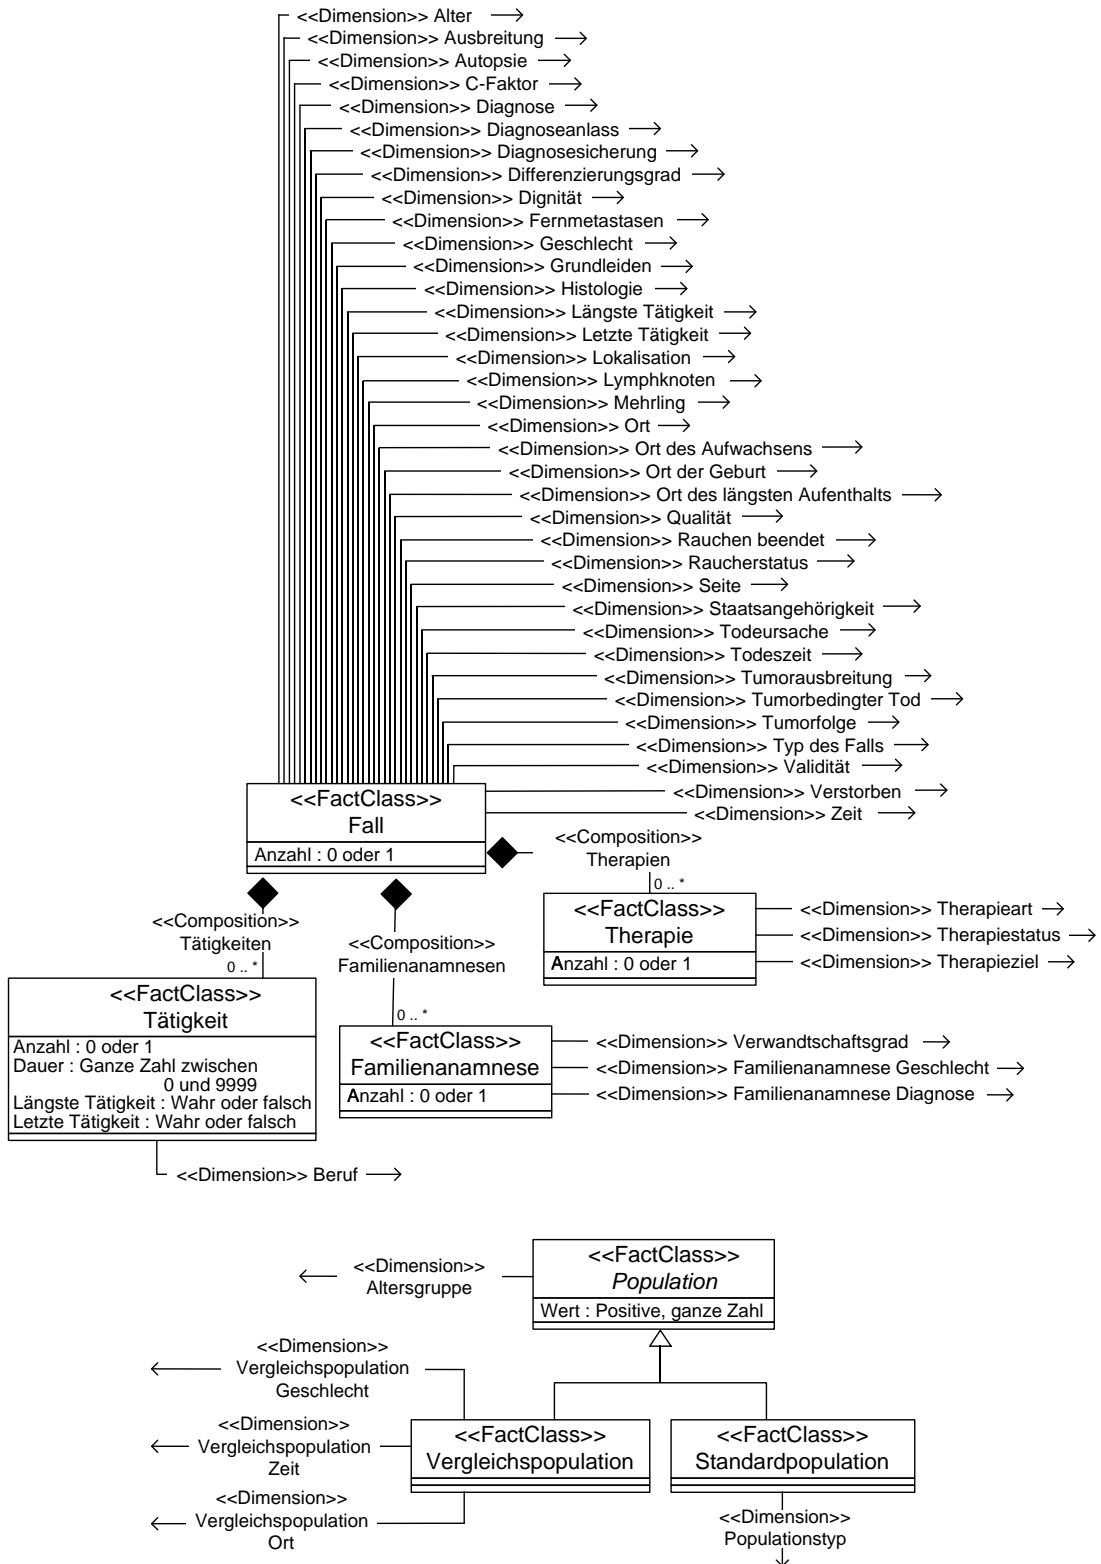 <<Dimension>> Alter
<<Dimension>> Ausbreitung
<<Dimension>> Autopsie
<<Dimension>> C-Faktor
<<Dimension>> Diagnose
<<Dimension>> Diagnoseanlass
<<Dimension>> Diagnosesicherung
<<Dimension>> Differenzierungsgrad
<<Dimension>> Dignität
<<Dimension>> Fernmetastasen
<<Dimension>> Geschlecht
<<Dimension>> Grundleiden
<<Dimension>> Histologie
<<Dimension>> Längste Tätigkeit
<<Dimension>> Letzte Tätigkeit
<<Dimension>> Lokalisation
<<Dimension>> Lymphknoten
<<Dimension>> Mehrling
<<Dimension>> Ort
<<Dimension>> Ort des Aufwachsens
<<Dimension>> Ort der Geburt
<<Dimension>> Ort des längsten Aufenthalts
<<Dimension>> Qualität
<<Dimension>> Rauchen beendet
<<Dimension>> Raucherstatus
<<Dimension>> Seite
<<Dimension>> Staatsangehörigkeit
<<Dimension>> Todeursache
<<Dimension>> Todeszeit
<<Dimension>> Tumorausbreitung
<<Dimension>> Tumorbedingter Tod
<<Dimension>> Tumorfolge
<<Dimension>> Typ des Falls
<<Dimension>> Validität
<<Dimension>> Verstorben
<<Dimension>> Zeit
<<FactClass>>
Fall
Anzahl : 0 oder 1
<<Composition>>
Therapien
0 .. *
<<FactClass>>
Therapie
Anzahl : 0 oder 1
<<Dimension>> Therapieart
<<Dimension>> Therapiestatus
<<Dimension>> Therapieziel
<<Composition>>
Tätigkeiten
0 .. *
<<FactClass>>
Tätigkeit
Anzahl : 0 oder 1
Dauer : Ganze Zahl zwischen
0 und 9999
Längste Tätigkeit : Wahr oder falsch
Letzte Tätigkeit : Wahr oder falsch
<<Dimension>> Beruf
<<Composition>>
Familienanamnesen
0 .. *
<<FactClass>>
Familienanamnese
Anzahl : 0 oder 1
<<Dimension>> Verwandtschaftsgrad
<<Dimension>> Familienanamnese Geschlecht
<<Dimension>> Familienanamnese Diagnose
<<FactClass>>
Population
Wert : Positive, ganze Zahl
<<Dimension>>
Altersgruppe
<<Dimension>>
Vergleichspopulation
Geschlecht
<<Dimension>>
Vergleichspopulation
Zeit
<<Dimension>>
Vergleichspopulation
Ort
<<FactClass>>
Vergleichspopulation
<<FactClass>>
Standardpopulation
<<Dimension>>
Populationstyp